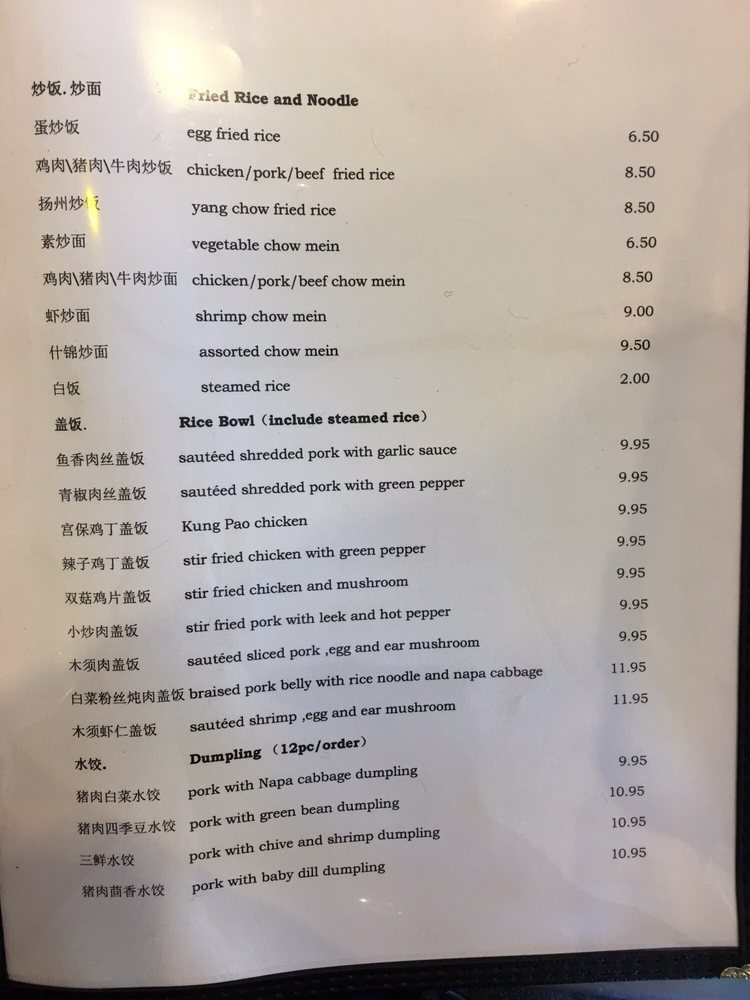 炒饭.炒面 Fried Rice and Noodle
蛋炒饭 egg fried rice 6.50
鸡肉\猪肉\牛肉炒饭 chicken/pork/beef fried rice 8.50
扬州炒饭 yang chow fried rice 8.50
素炒面 vegetable chow mein 6.50
鸡肉\猪肉\牛肉炒面 chicken/pork/beef chow mein 8.50
虾炒面 shrimp chow mein 9.00
什锦炒面 assorted chow mein 9.50
白饭 steamed rice 2.00
盖饭. Rice Bowl（include steamed rice）
鱼香肉丝盖饭 sautéed shredded pork with garlic sauce 9.95
青椒肉丝盖饭 sautéed shredded pork with green pepper 9.95
宫保鸡丁盖饭 Kung Pao chicken 9.95
辣子鸡丁盖饭 stir fried chicken with green pepper 9.95
双菇鸡片盖饭 stir fried chicken and mushroom 9.95
小炒肉盖饭 stir fried pork with leek and hot pepper 9.95
木须肉盖饭 sautéed sliced pork ,egg and ear mushroom 9.95
白菜粉丝炖肉盖饭 braised pork belly with rice noodle and napa cabbage 11.95
木须虾仁盖饭 sautéed shrimp ,egg and ear mushroom 11.95
水饺. Dumpling （12pc/order）
猪肉白菜水饺 pork with Napa cabbage dumpling 9.95
猪肉四季豆水饺 pork with green bean dumpling 10.95
三鲜水饺 pork with chive and shrimp dumpling 10.95
猪肉茴香水饺 pork with baby dill dumpling 10.95